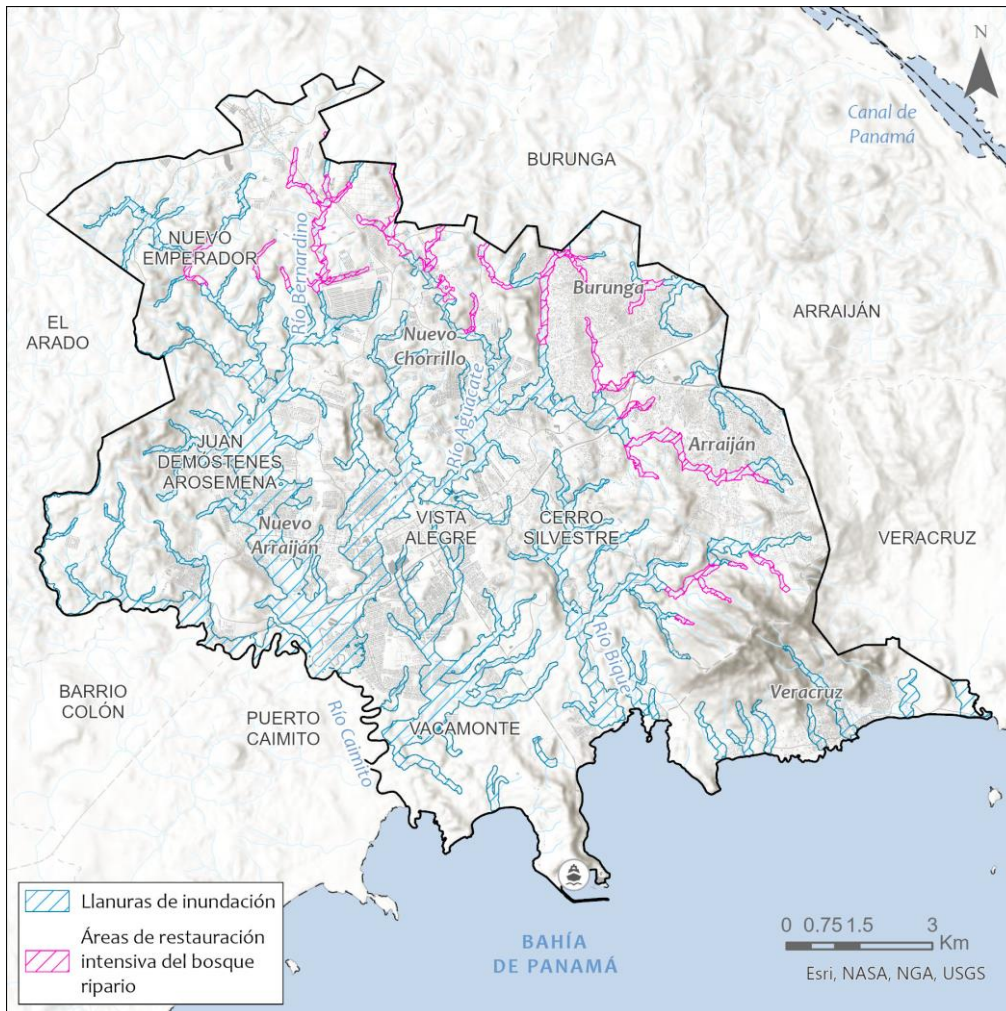 N
Canal de
Panamá
BURUNGA
NUEVO
EMPERADOR
Río Bernardino
Burunga
EL
ARADO
ARRAIJÁN
Nuevo
Chorrillo
Río Aguacate
JUAN
DEMÓSTENES
AROSEMENA
Arraiján
Nuevo
Arraiján
VISTA
ALEGRE
CERRO
SILVESTRE
VERACRUZ
Río Bique
BARRIO
COLÓN
PUERTO
CAIMITO
Río Caimito
VACAMONTE
Veracruz
Llanuras de inundación
Áreas de restauración
intensiva del bosque
ripario
BAHÍA
DE PANAMÁ
0 0.75 1.5 3
Km
Esri, NASA, NGA, USGS